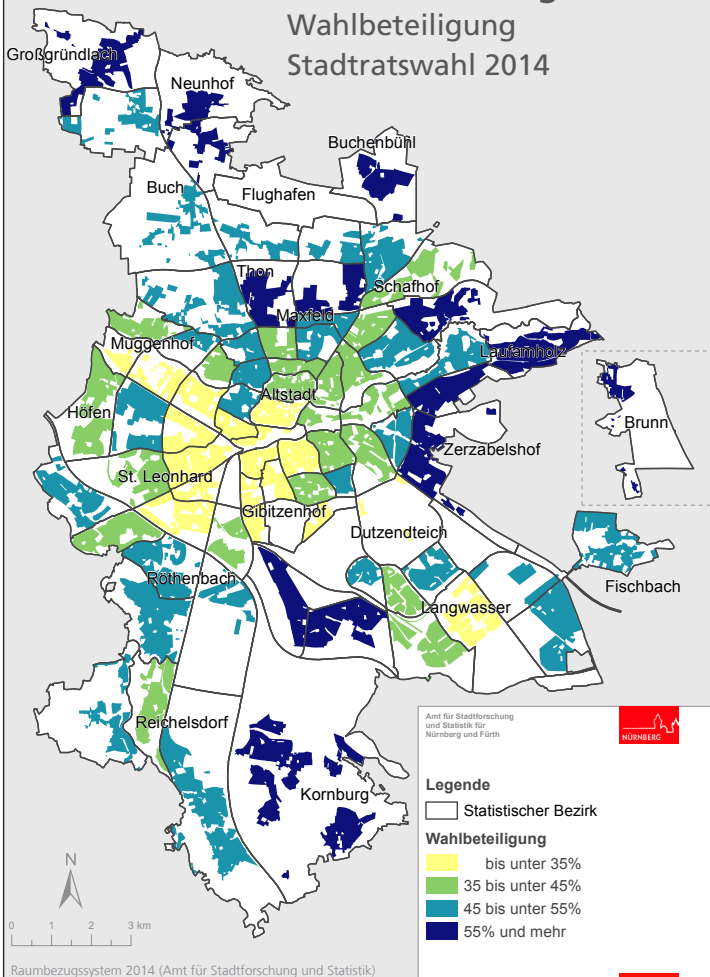 Wahlbeteiligung
Stadtratswahl 2014
Großgründlach
Neunhof
Buchenbühl
Buch
Flughafen
Thon
Schafhof
Maxfeld
Muggenhof
Laufamholz
Altstadt
Höfen
Brunn
Zerzabelshof
St. Leonhard
Gibitzenhof
Dutzendteich
Röthenbach
Fischbach
Langwasser
Reichelsdorf
Kornburg
Amt für Stadtforschung
und Statistik für
Nürnberg und Fürth
NÜRNBERG
Legende
Statistischer Bezirk
Wahlbeteiligung
bis unter 35%
35 bis unter 45%
45 bis unter 55%
55% und mehr
N
0 1 2 3 km
Raumbezugssystem 2014 (Amt für Stadtforschung und Statistik)